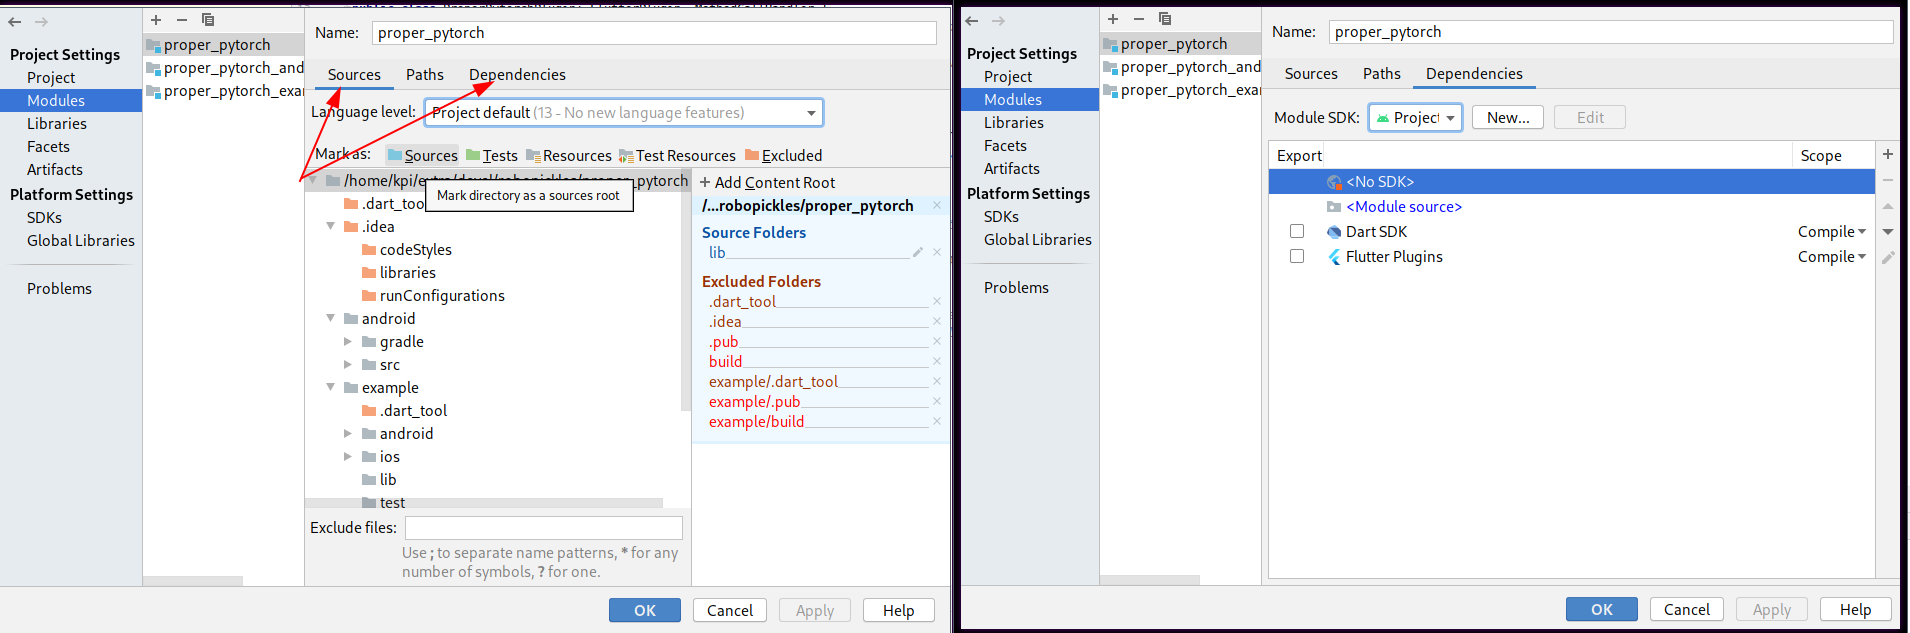 Project Settings
Project
Modules
Libraries
Facets
Artifacts
Platform Settings
SDKs
Global Libraries
Problems
proper_pytorch
proper_pytorch_and
proper_pytorch_exa
Name: proper_pytorch
Sources Paths Dependencies
Language level: Project default (13 - No new language features)
Mark as: Sources Tests Resources Test Resources Excluded
Mark directory as a sources root
.idea
codeStyles
libraries
runConfigurations
android
gradle
src
example
.dart_tool
android
ios
lib
test
Exclude files:
Use ; to separate name patterns, * for any
number of symbols, ? for one.
+ Add Content Root
/...robopickles/proper_pytorch
Source Folders
lib
Excluded Folders
.dart_tool
.idea
.pub
build
example/.dart_tool
example/.pub
example/build
OK Cancel Apply Help
Project Settings
Project
Modules
Libraries
Facets
Artifacts
Platform Settings
SDKs
Global Libraries
Problems
proper_pytorch
proper_pytorch_and
proper_pytorch_exa
Name: proper_pytorch
Sources Paths Dependencies
Module SDK: Project New... Edit
Export Scope
<No SDK>
<Module source>
Dart SDK Compile
Flutter Plugins Compile
OK Cancel Apply Help